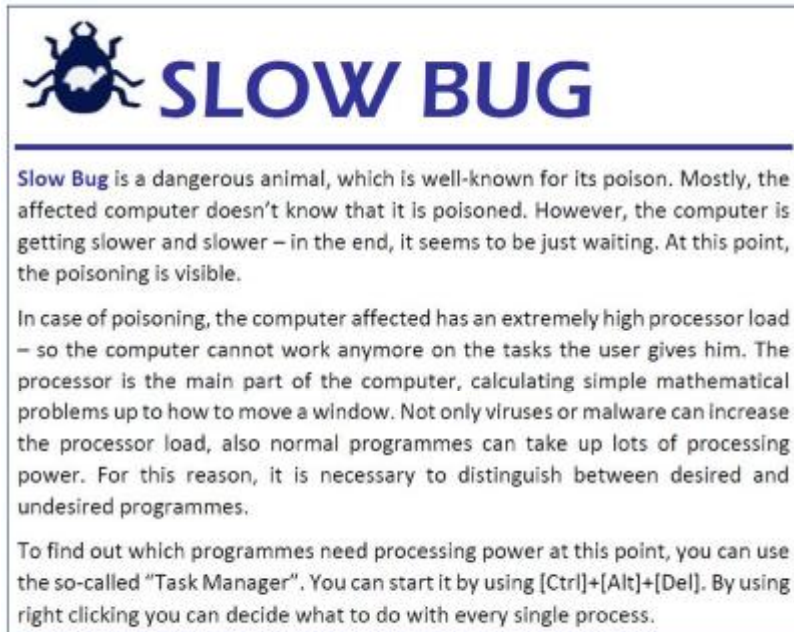 SLOW BUG
Slow Bug is a dangerous animal, which is well-known for its poison. Mostly, the
affected computer doesn't know that it is poisoned. However, the computer is
getting slower and slower – in the end, it seems to be just waiting. At this point,
the poisoning is visible.
In case of poisoning, the computer affected has an extremely high processor load
– so the computer cannot work anymore on the tasks the user gives him. The
processor is the main part of the computer, calculating simple mathematical
problems up to how to move a window. Not only viruses or malware can increase
the processor load, also normal programmes can take up lots of processing
power. For this reason, it is necessary to distinguish between desired and
undesired programmes.
To find out which programmes need processing power at this point, you can use
the so-called “Task Manager”. You can start it by using [Ctrl]+[Alt]+[Del]. By using
right clicking you can decide what to do with every single process.